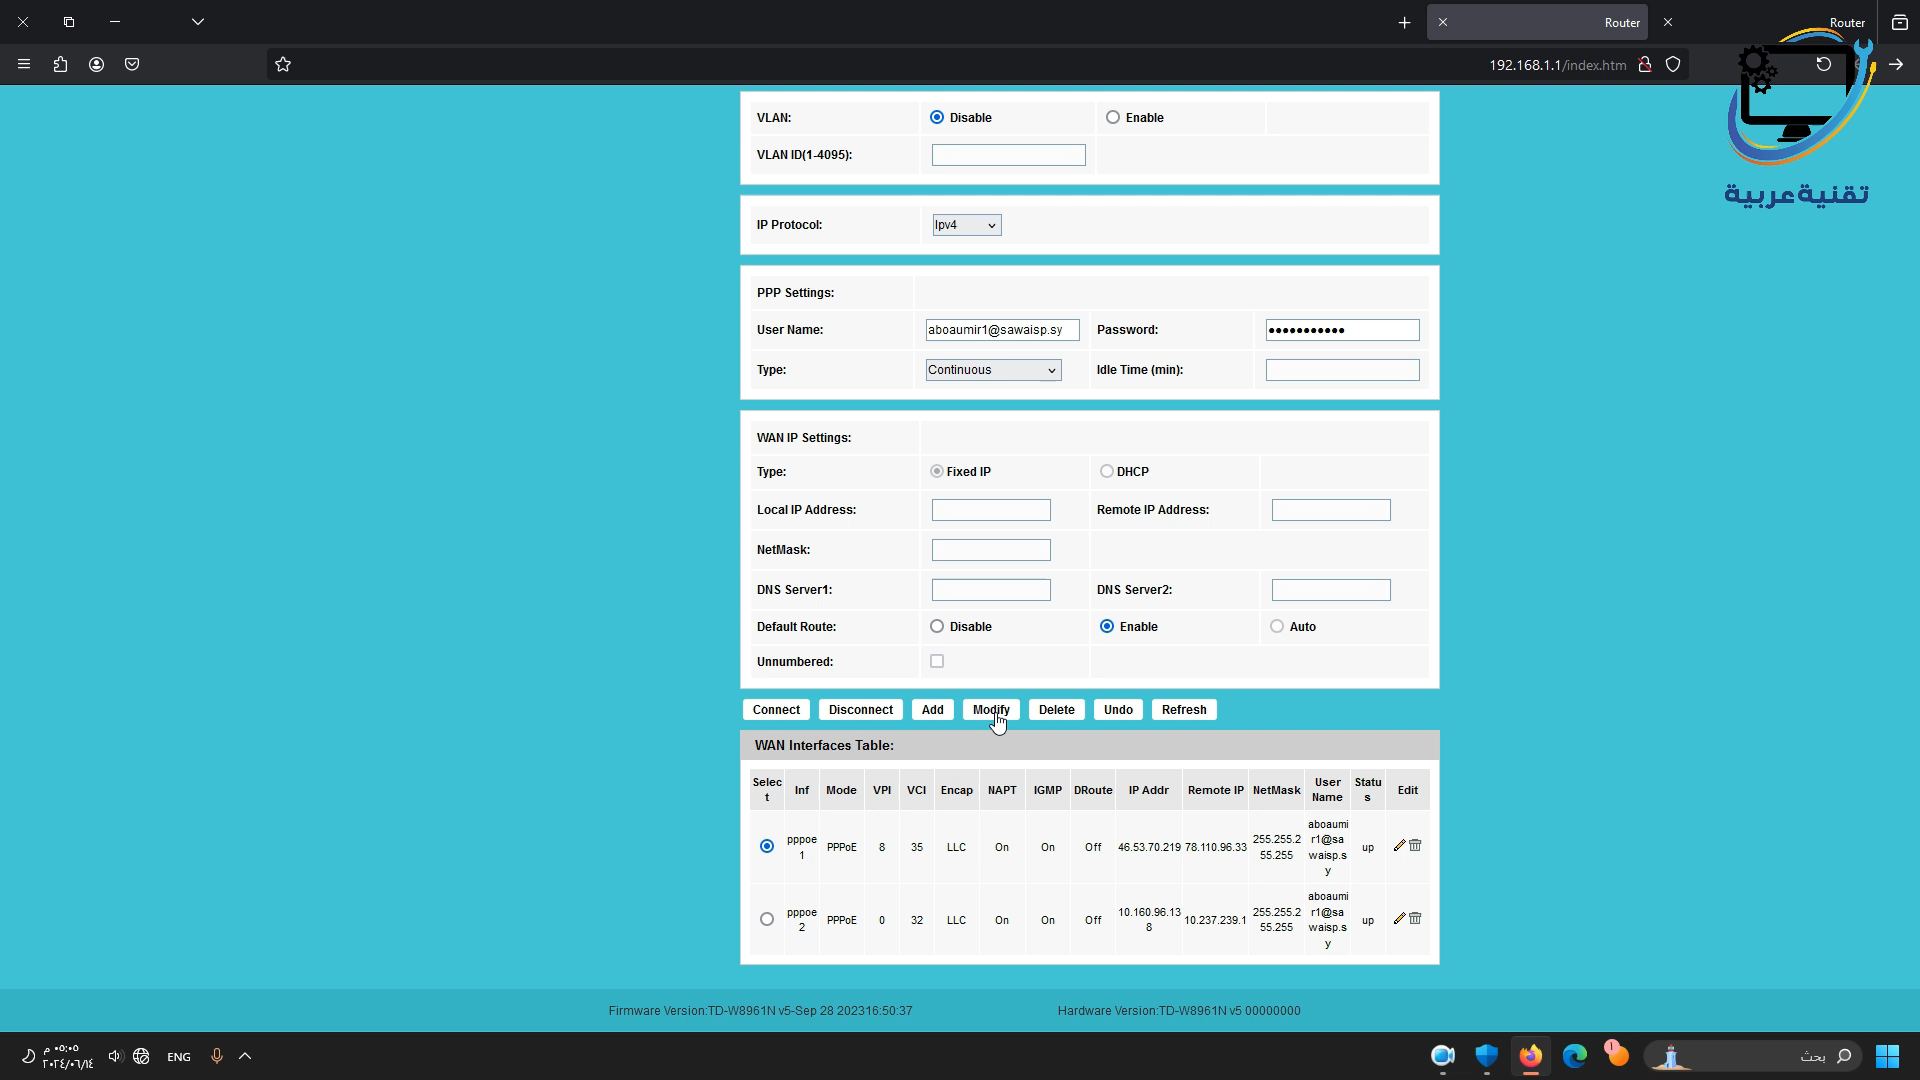 Router
Router
192.168.1.1/index.htm
تقنية عربية
VLAN: Disable Enable
VLAN ID(1-4095):
IP Protocol: Ipv4
PPP Settings:
User Name: aboaumir1@sawaisp.sy Password: •••••••••••
Type: Continuous Idle Time (min):
WAN IP Settings:
Type: Fixed IP DHCP
Local IP Address: Remote IP Address:
NetMask:
DNS Server1: DNS Server2:
Default Route: Disable Enable Auto
Unnumbered:
Connect Disconnect Add Modify Delete Undo Refresh
WAN Interfaces Table:
Select Inf Mode VPI VCI Encap NAPT IGMP DRoute IP Addr Remote IP NetMask User Name Status Edit
pppoe1 PPPoE 8 35 LLC On On Off 46.53.70.219 78.110.96.33 255.255.255.255 aboaumir1@sawaisp.sy up
pppoe2 PPPoE 0 32 LLC On On Off 10.160.96.138 10.237.239.1 255.255.255.255 aboaumir1@sawaisp.sy up
Firmware Version:TD-W8961N v5-Sep 28 202316:50:37 Hardware Version:TD-W8961N v5 00000000
٠٥:٠٥ م
٢٠٢٤/٠٦/١٤
ENG
1
بحث